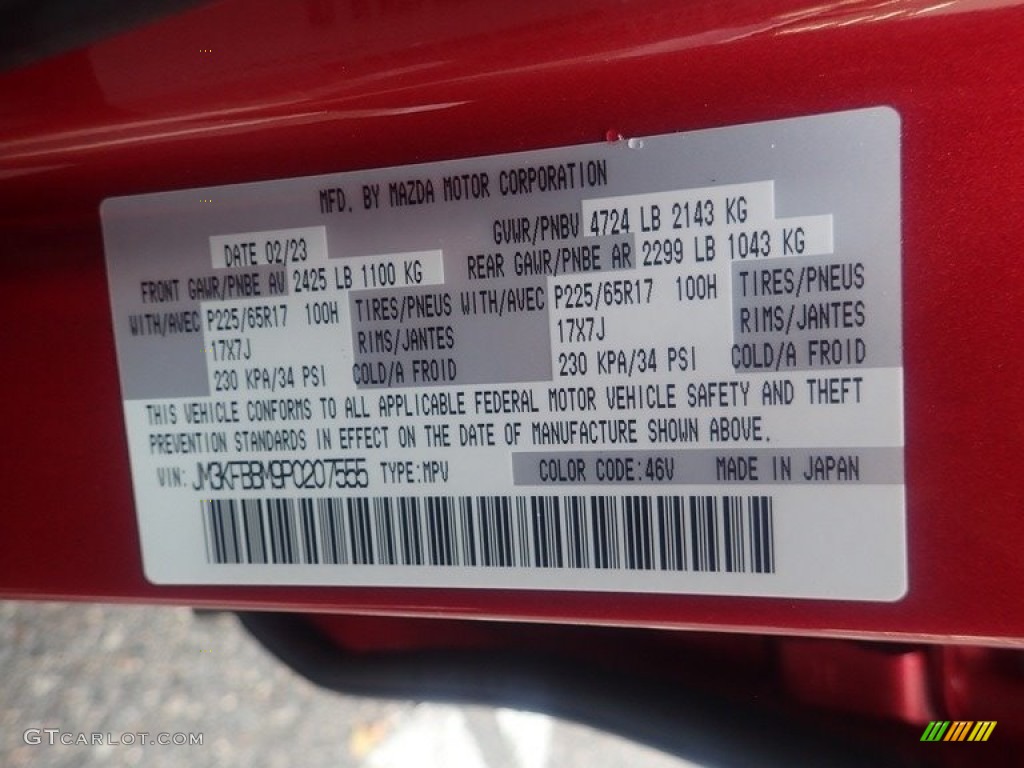 MFD. BY MAZDA MOTOR CORPORATION
DATE 02/23 GVWR/PNBV 4724 LB 2143 KG
FRONT GAWR/PNBE AV 2425 LB 1100 KG REAR GAWR/PNBE AR 2299 LB 1043 KG
WITH/AVEC P225/65R17 100H TIRES/PNEUS WITH/AVEC P225/65R17 100H TIRES/PNEUS
17X7J RIMS/JANTES 17X7J RIMS/JANTES
230 KPA/34 PSI COLD/A FROID 230 KPA/34 PSI COLD/A FROID
THIS VEHICLE CONFORMS TO ALL APPLICABLE FEDERAL MOTOR VEHICLE SAFETY AND THEFT
PREVENTION STANDARDS IN EFFECT ON THE DATE OF MANUFACTURE SHOWN ABOVE.
VIN: JM3KFBBM9P0207555 TYPE:MPV COLOR CODE:46V MADE IN JAPAN
GTCARLOT.COM